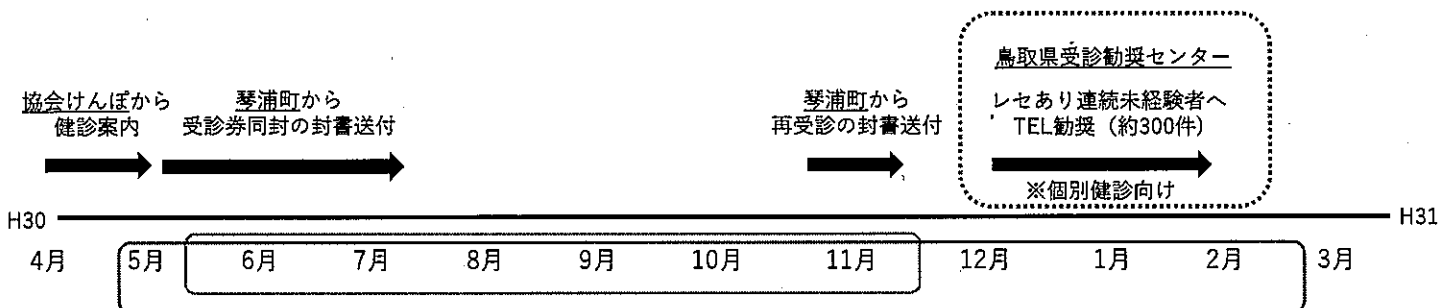 鳥取県受診勧奨センター
協会けんぽから
健診案内
琴浦町から
受診券同封の封書送付
琴浦町から
再受診の封書送付
レセあり連続未経験者へ
TEL勧奨（約300件）
※個別健診向け
H30
H31
4月 5月 6月 7月 8月 9月 10月 11月 12月 1月 2月 3月